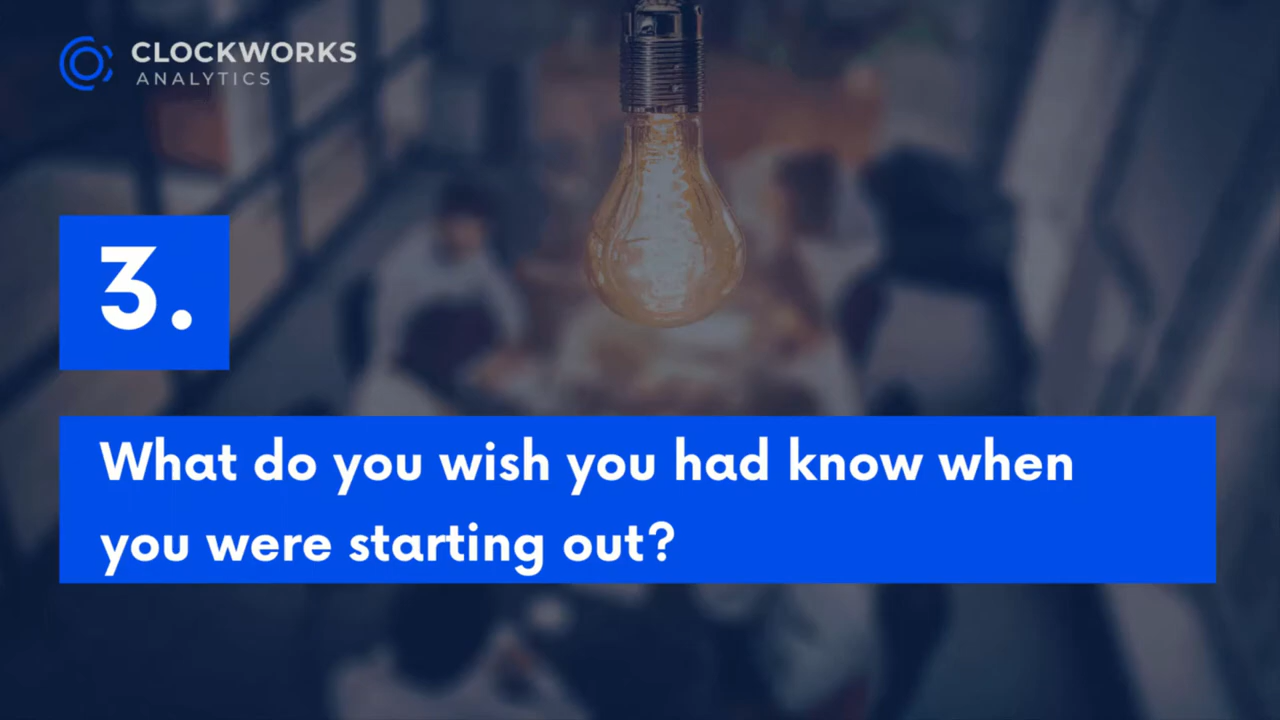 CLOCKWORKS
ANALYTICS
3.
What do you wish you had know when
you were starting out?